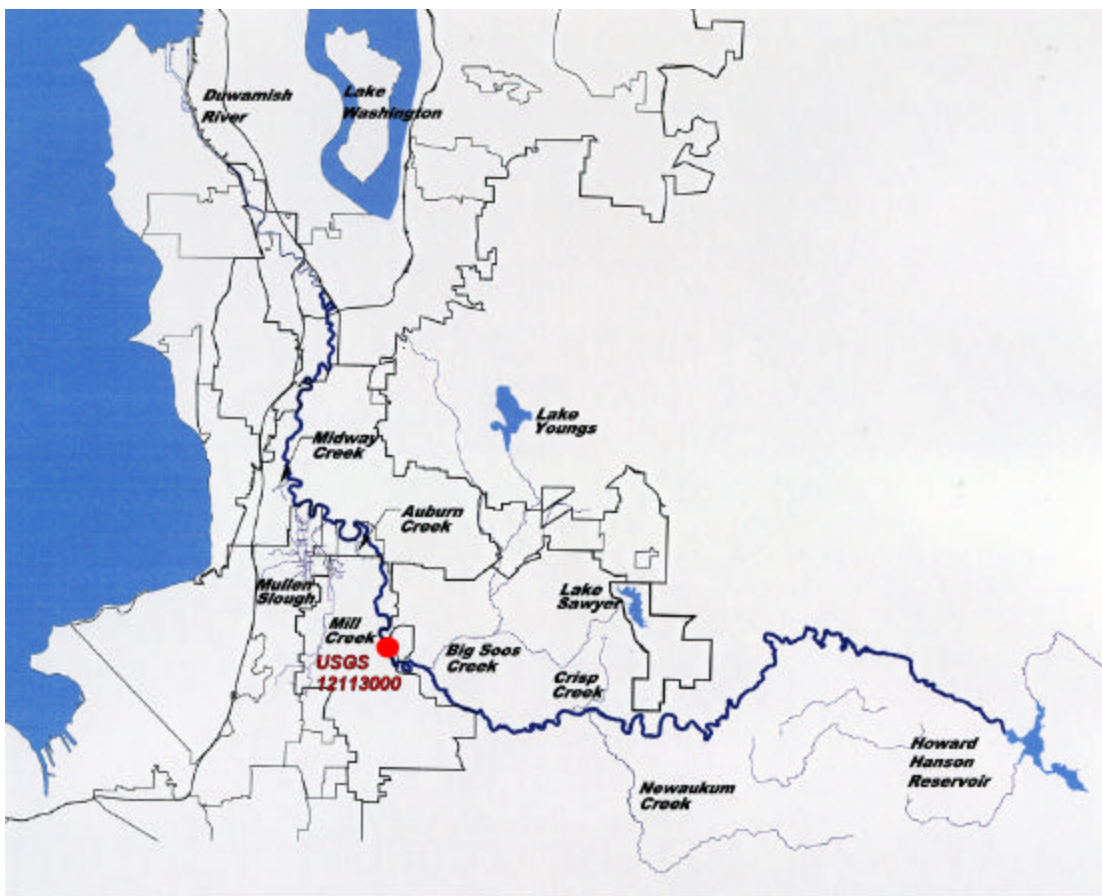 Duwamish
River
Lake
Washington
Lake
Youngs
Midway
Creek
Auburn
Creek
Mullen
Slough
Lake
Sawyer
Mill
Creek
USGS
12113000
Big Soos
Creek
Crisp
Creek
Howard
Hanson
Reservoir
Newaukum
Creek